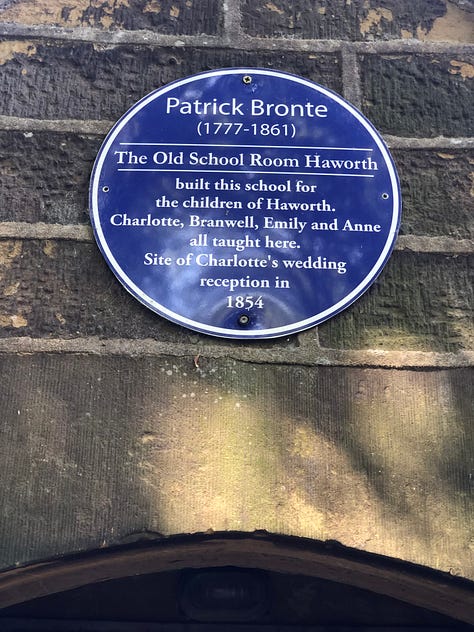 Patrick Bronte
(1777-1861)
The Old School Room Haworth
built this school for
the children of Haworth.
Charlotte, Branwell, Emily and Anne
all taught here.
Site of Charlotte's wedding
reception in
1854